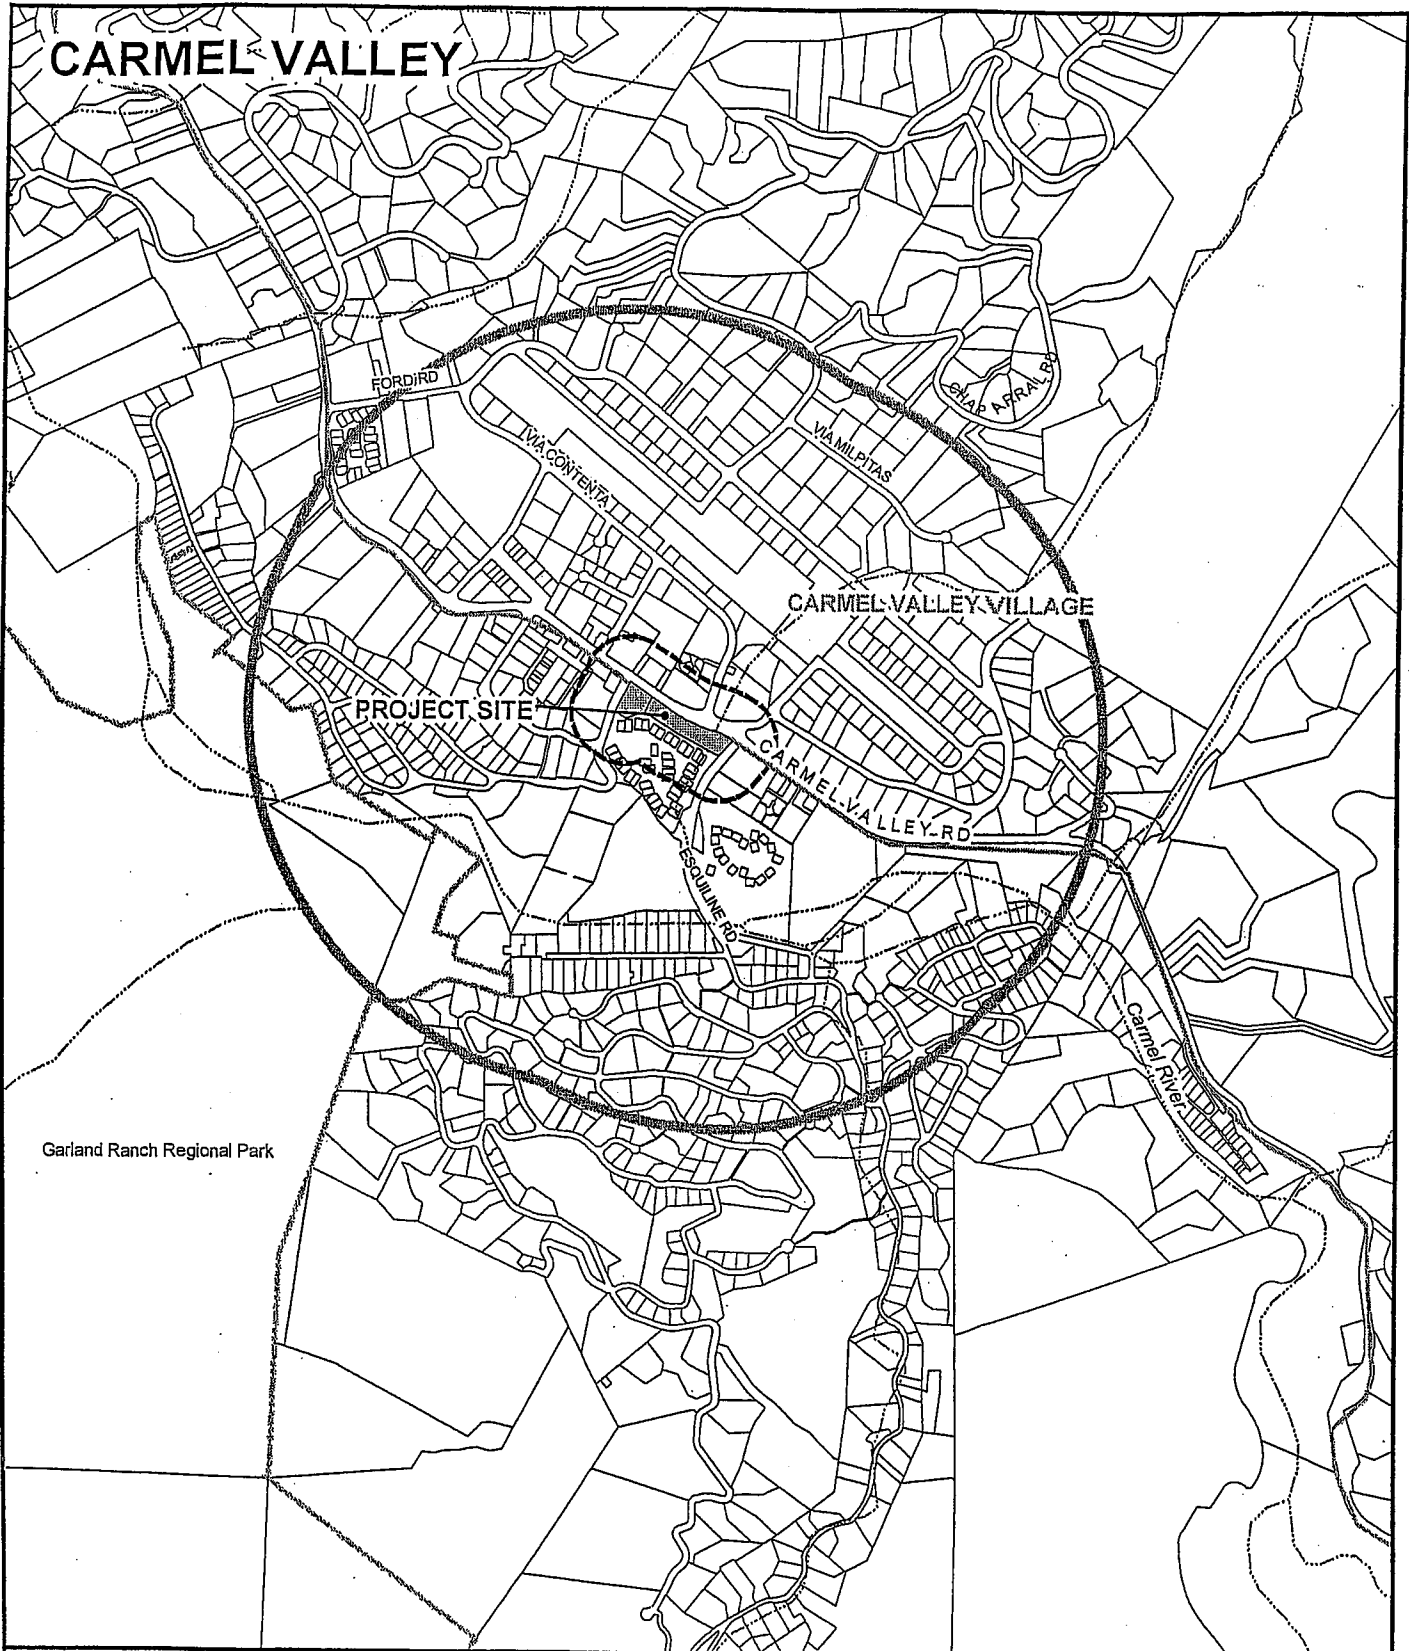 CARMEL VALLEY
FORD RD
CHAPARRAL RD
VIA CONTENTA
VIA MILPITAS
CARMEL VALLEY VILLAGE
PROJECT SITE
CARMEL VALLEY RD
ESQUILINE RD
Carmel River
Garland Ranch Regional Park